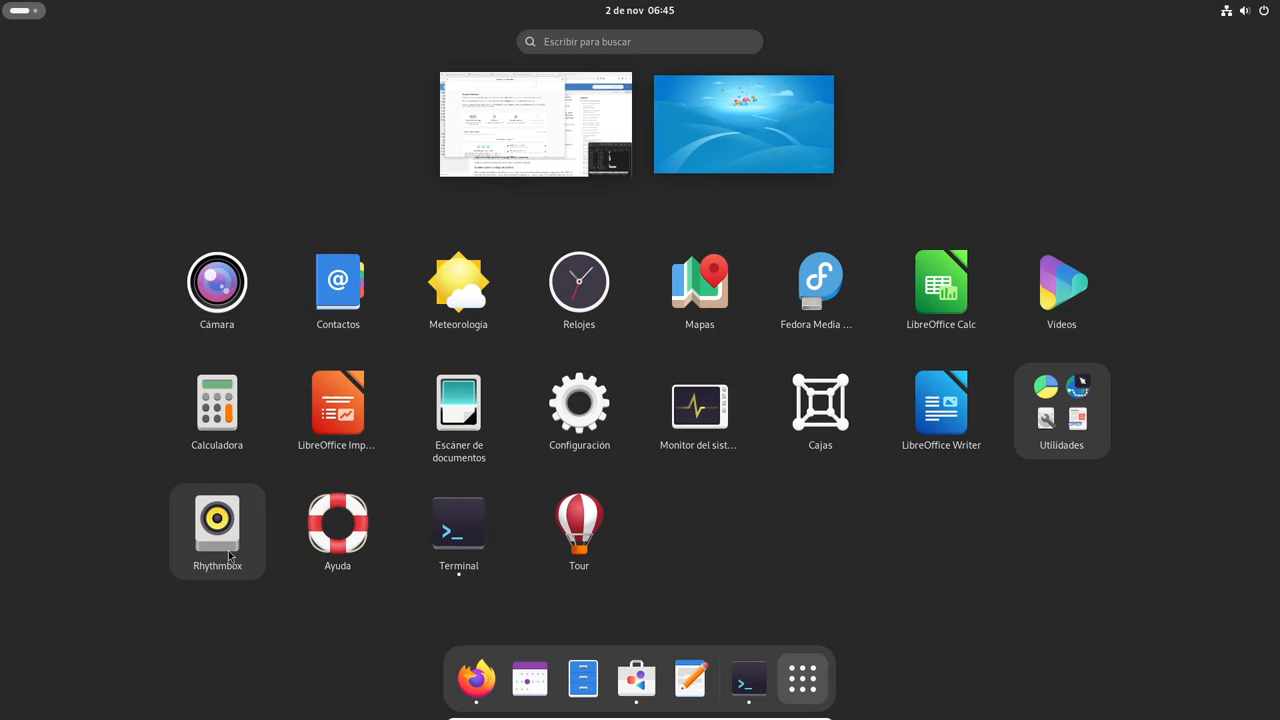 2 de nov 06:45
Escribir para buscar
Cámara
Contactos
Meteorología
Relojes
Mapas
Fedora Media ...
LibreOffice Calc
Vídeos
Calculadora
LibreOffice Imp...
Escáner de
documentos
Configuración
Monitor del sist...
Cajas
LibreOffice Writer
Utilidades
Rhythmbox
Ayuda
Terminal
Tour